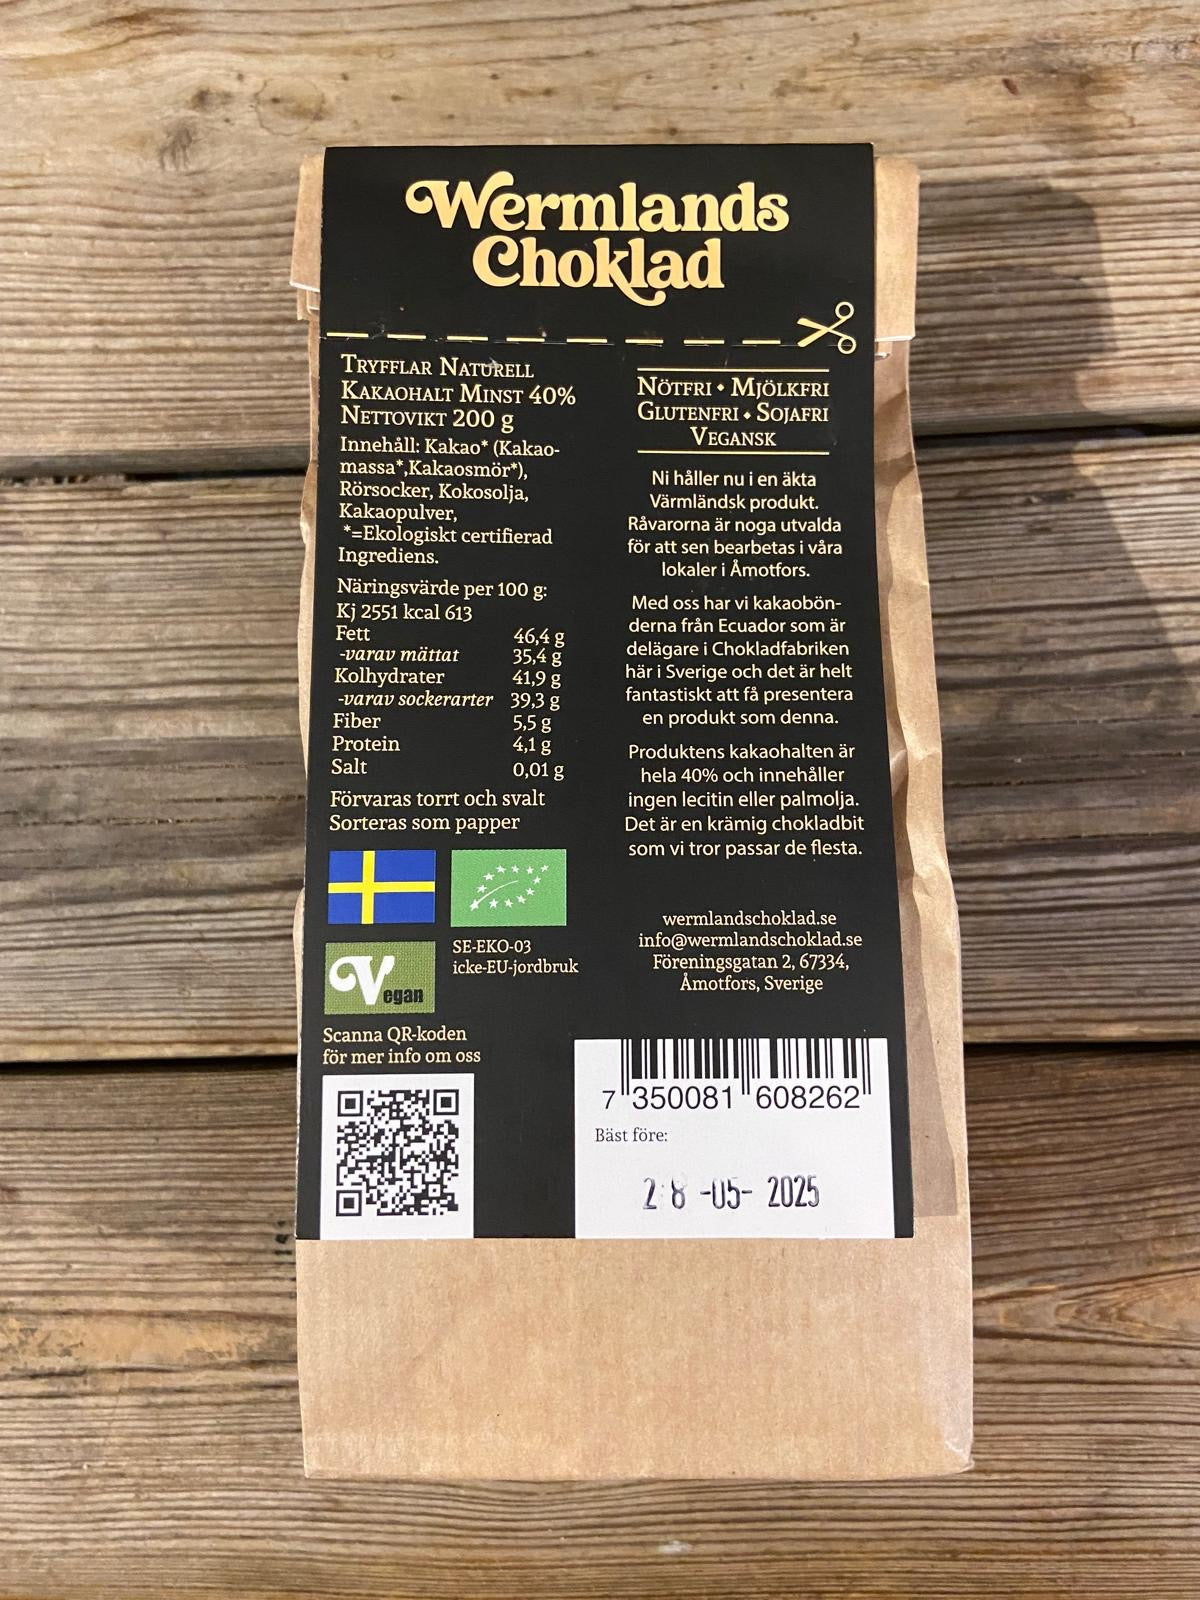 Wermlands
Choklad
Tryfflar Naturell
Kakaohalt Minst 40%
Nettovikt 200 g
Innehåll: Kakao* (Kakao-
massa*,Kakaosmör*),
Rörsocker, Kokosolja,
Kakaopulver,
*=Ekologiskt certifierad
Ingrediens.
Näringsvärde per 100 g:
Kj 2551 kcal 613
Fett 46,4 g
-varav mättat 35,4 g
Kolhydrater 41,9 g
-varav sockerarter 39,3 g
Fiber 5,5 g
Protein 4,1 g
Salt 0,01 g
Förvaras torrt och svalt
Sorteras som papper
SE-EKO-03
icke-EU-jordbruk
Vegan
Scanna QR-koden
för mer info om oss
Nötfri • Mjölkfri
Glutenfri • Sojafri
Vegansk
Ni håller nu i en äkta
Värmländsk produkt.
Råvarorna är noga utvalda
för att sen bearbetas i våra
lokaler i Åmotfors.
Med oss har vi kakaobön-
derna från Ecuador som är
delägare i Chokladfabriken
här i Sverige och det är helt
fantastiskt att få presentera
en produkt som denna.
Produktens kakaohalten är
hela 40% och innehåller
ingen lecitin eller palmolja.
Det är en krämig chokladbit
som vi tror passar de flesta.
wermlandschoklad.se
info@wermlandschoklad.se
Föreningsgatan 2, 67334,
Åmotfors, Sverige
7 350081 608262
Bäst före:
28 -05- 2025